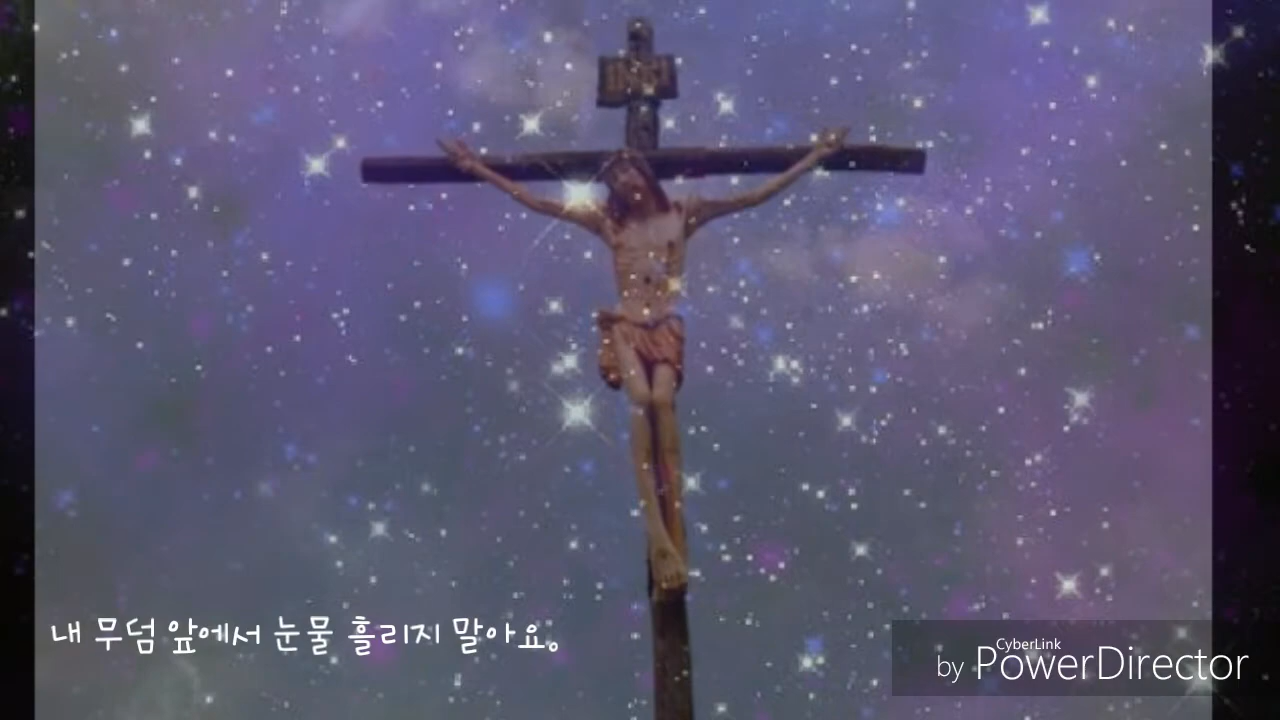 내 무덤 앞에서 눈물 흘리지 말아요。
CyberLink
by PowerDirector